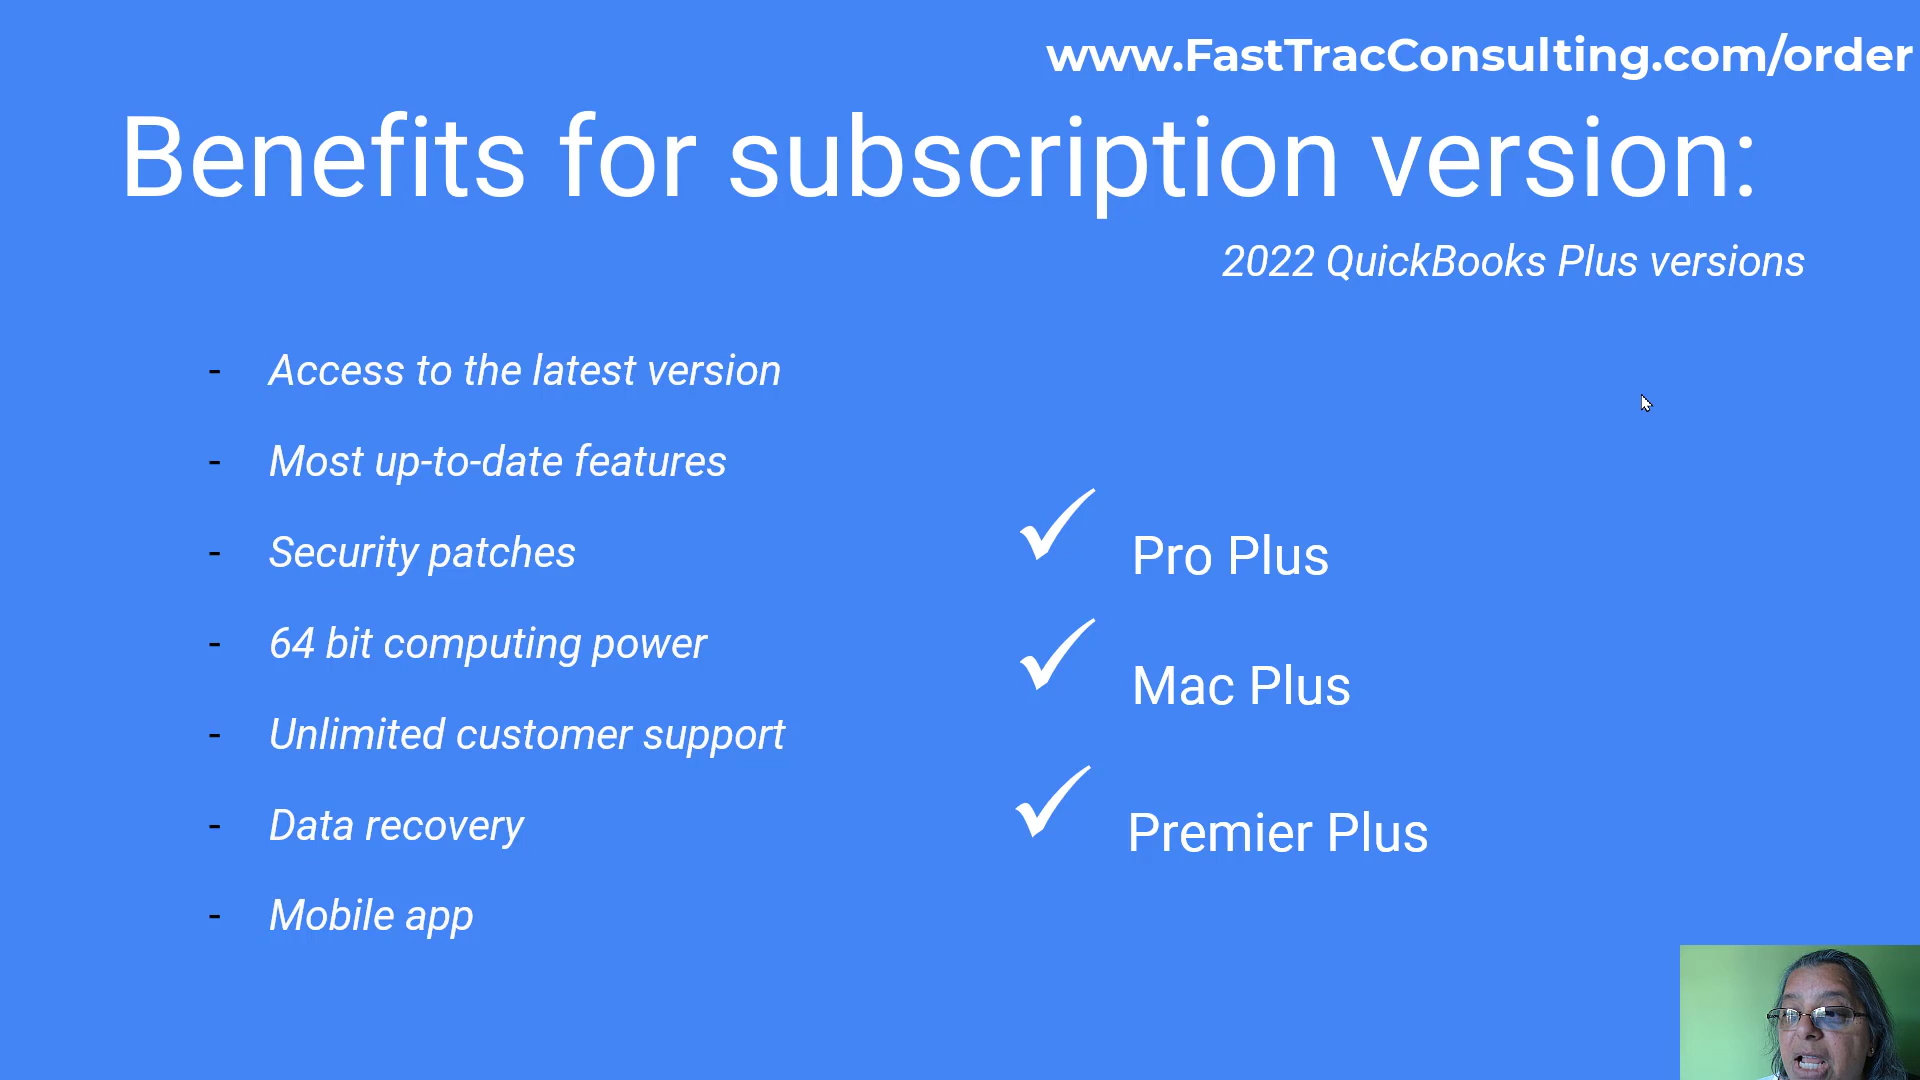 www.FastTracConsulting.com/order
Benefits for subscription version:
2022 QuickBooks Plus versions
- Access to the latest version
- Most up-to-date features
- Security patches
- 64 bit computing power
- Unlimited customer support
- Data recovery
- Mobile app
✓ Pro Plus
✓ Mac Plus
✓ Premier Plus